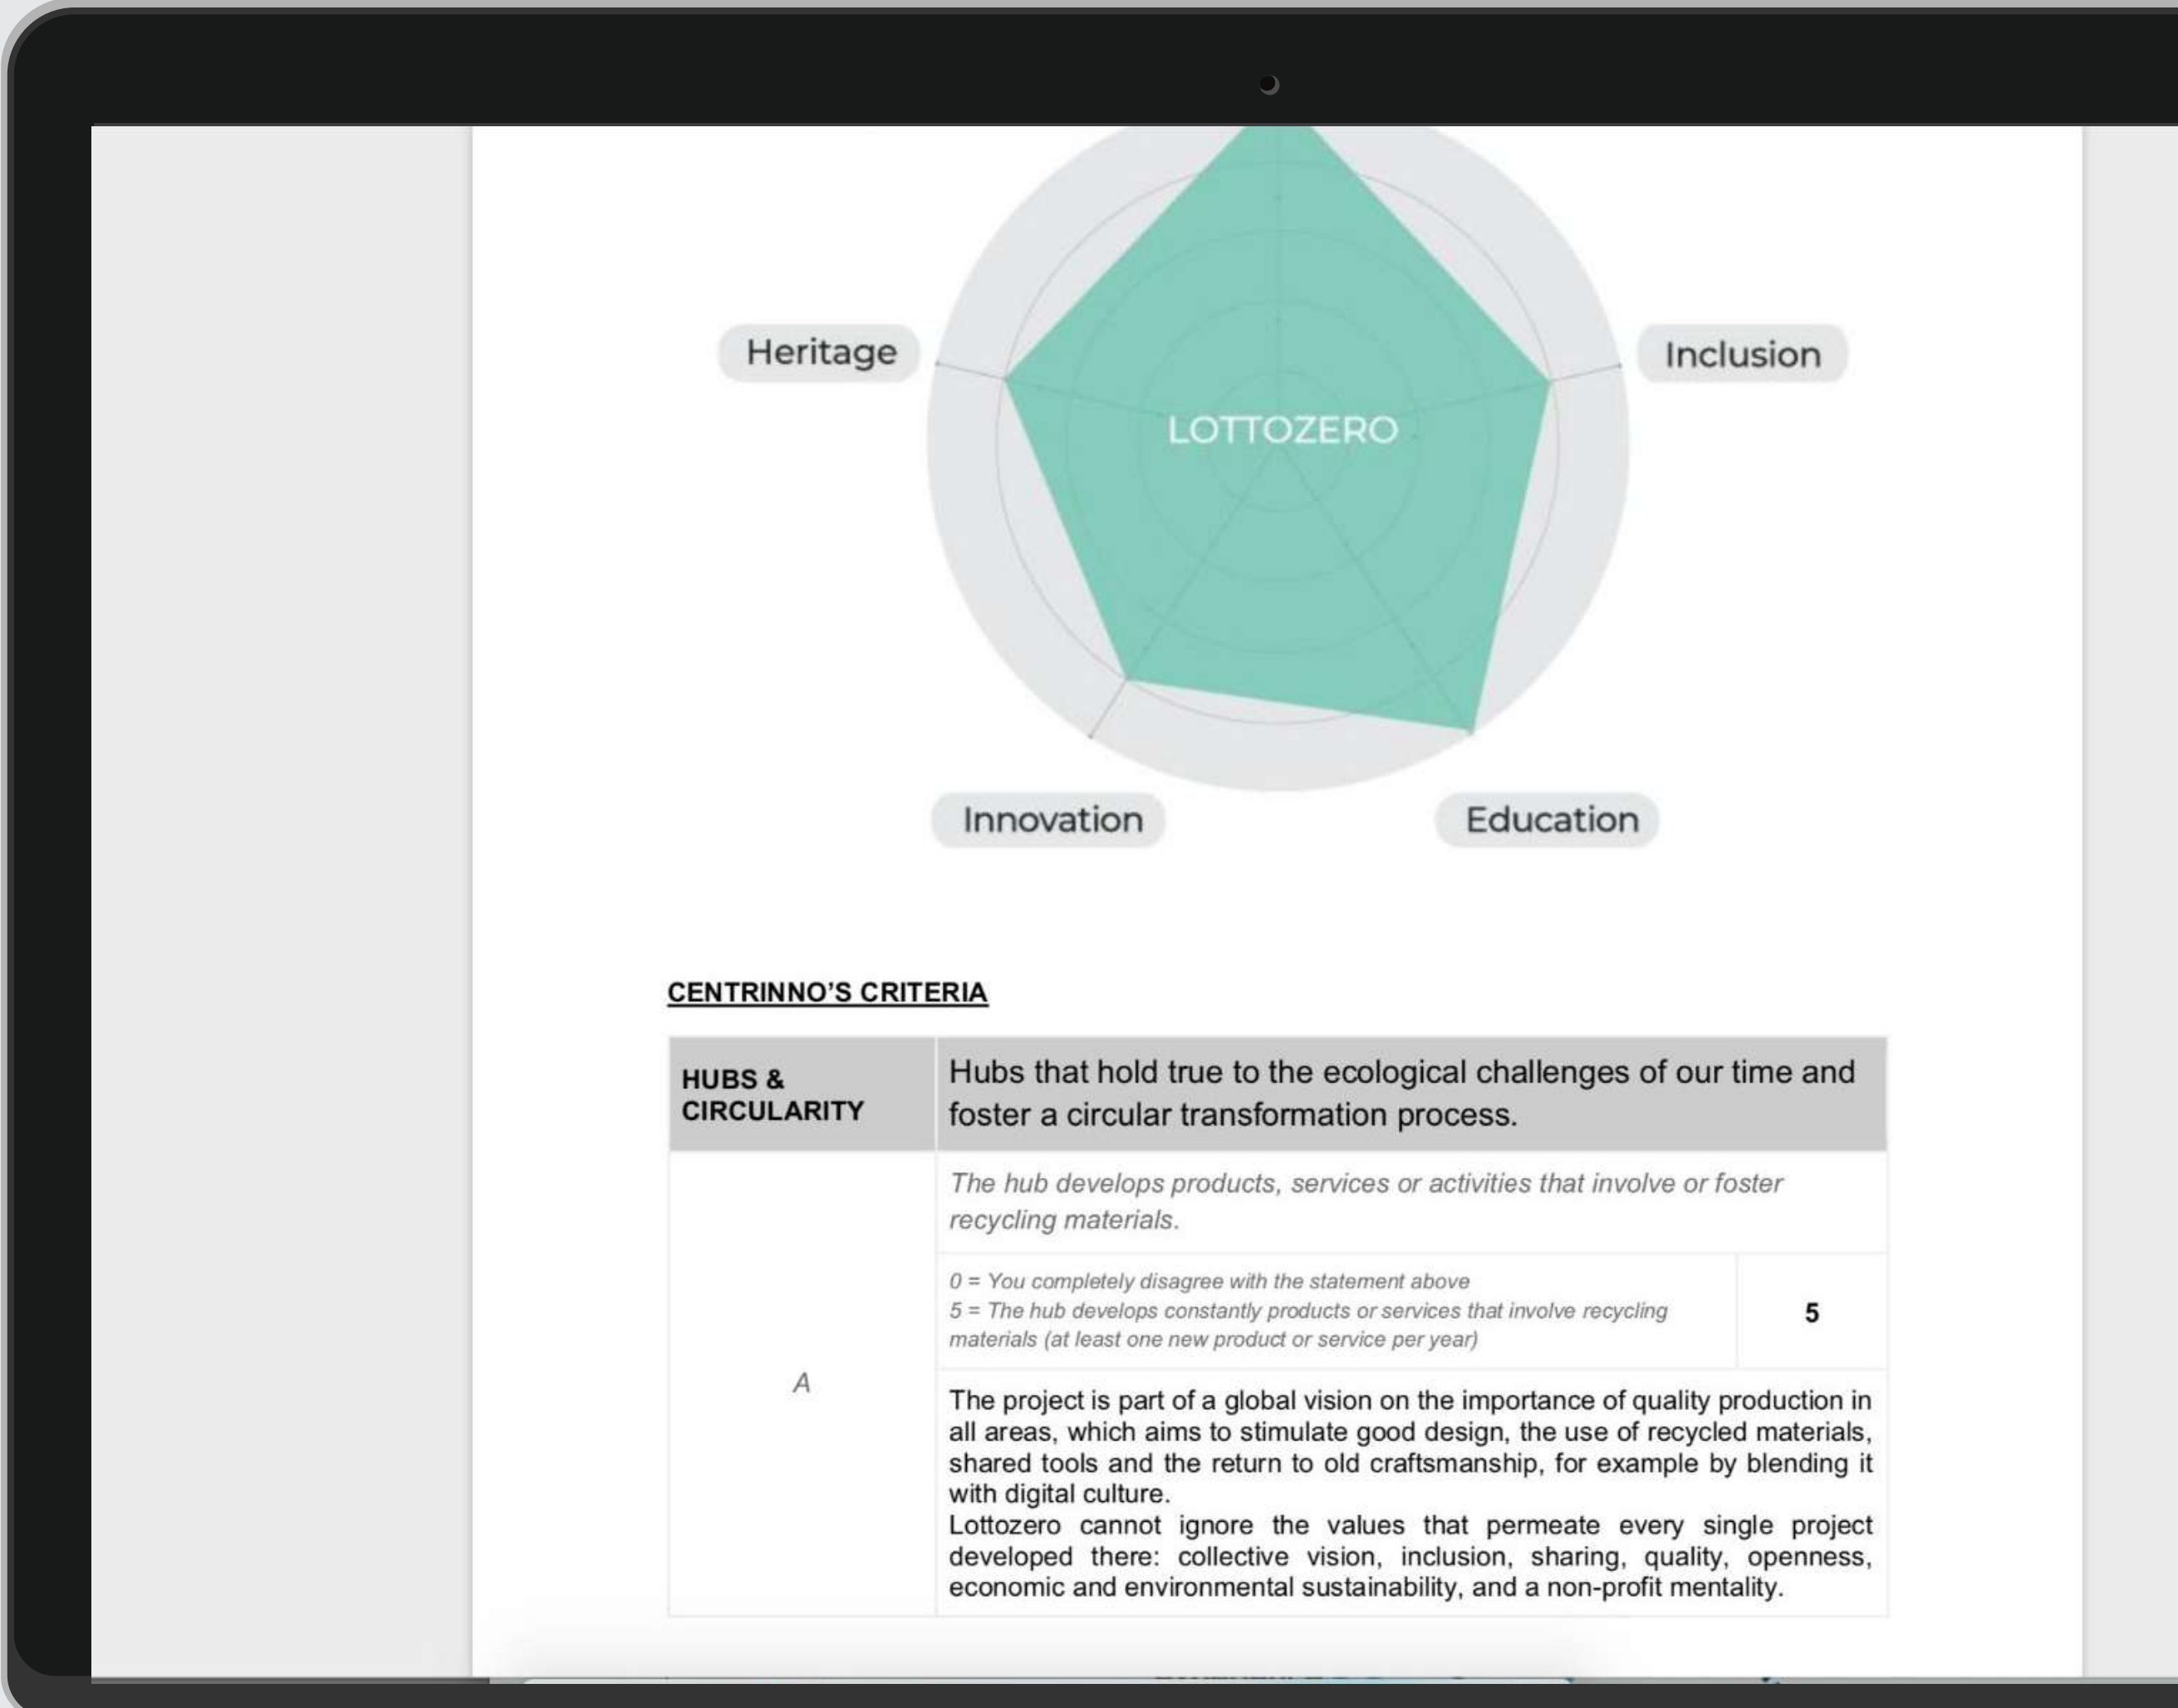 Heritage
Inclusion
LOTTOZERO
Innovation
Education
CENTRINNO’S CRITERIA
HUBS &
CIRCULARITY
Hubs that hold true to the ecological challenges of our time and
foster a circular transformation process.
The hub develops products, services or activities that involve or foster
recycling materials.
0 = You completely disagree with the statement above
5 = The hub develops constantly products or services that involve recycling
materials (at least one new product or service per year)
5
A
The project is part of a global vision on the importance of quality production in
all areas, which aims to stimulate good design, the use of recycled materials,
shared tools and the return to old craftsmanship, for example by blending it
with digital culture.
Lottozero cannot ignore the values that permeate every single project
developed there: collective vision, inclusion, sharing, quality, openness,
economic and environmental sustainability, and a non-profit mentality.